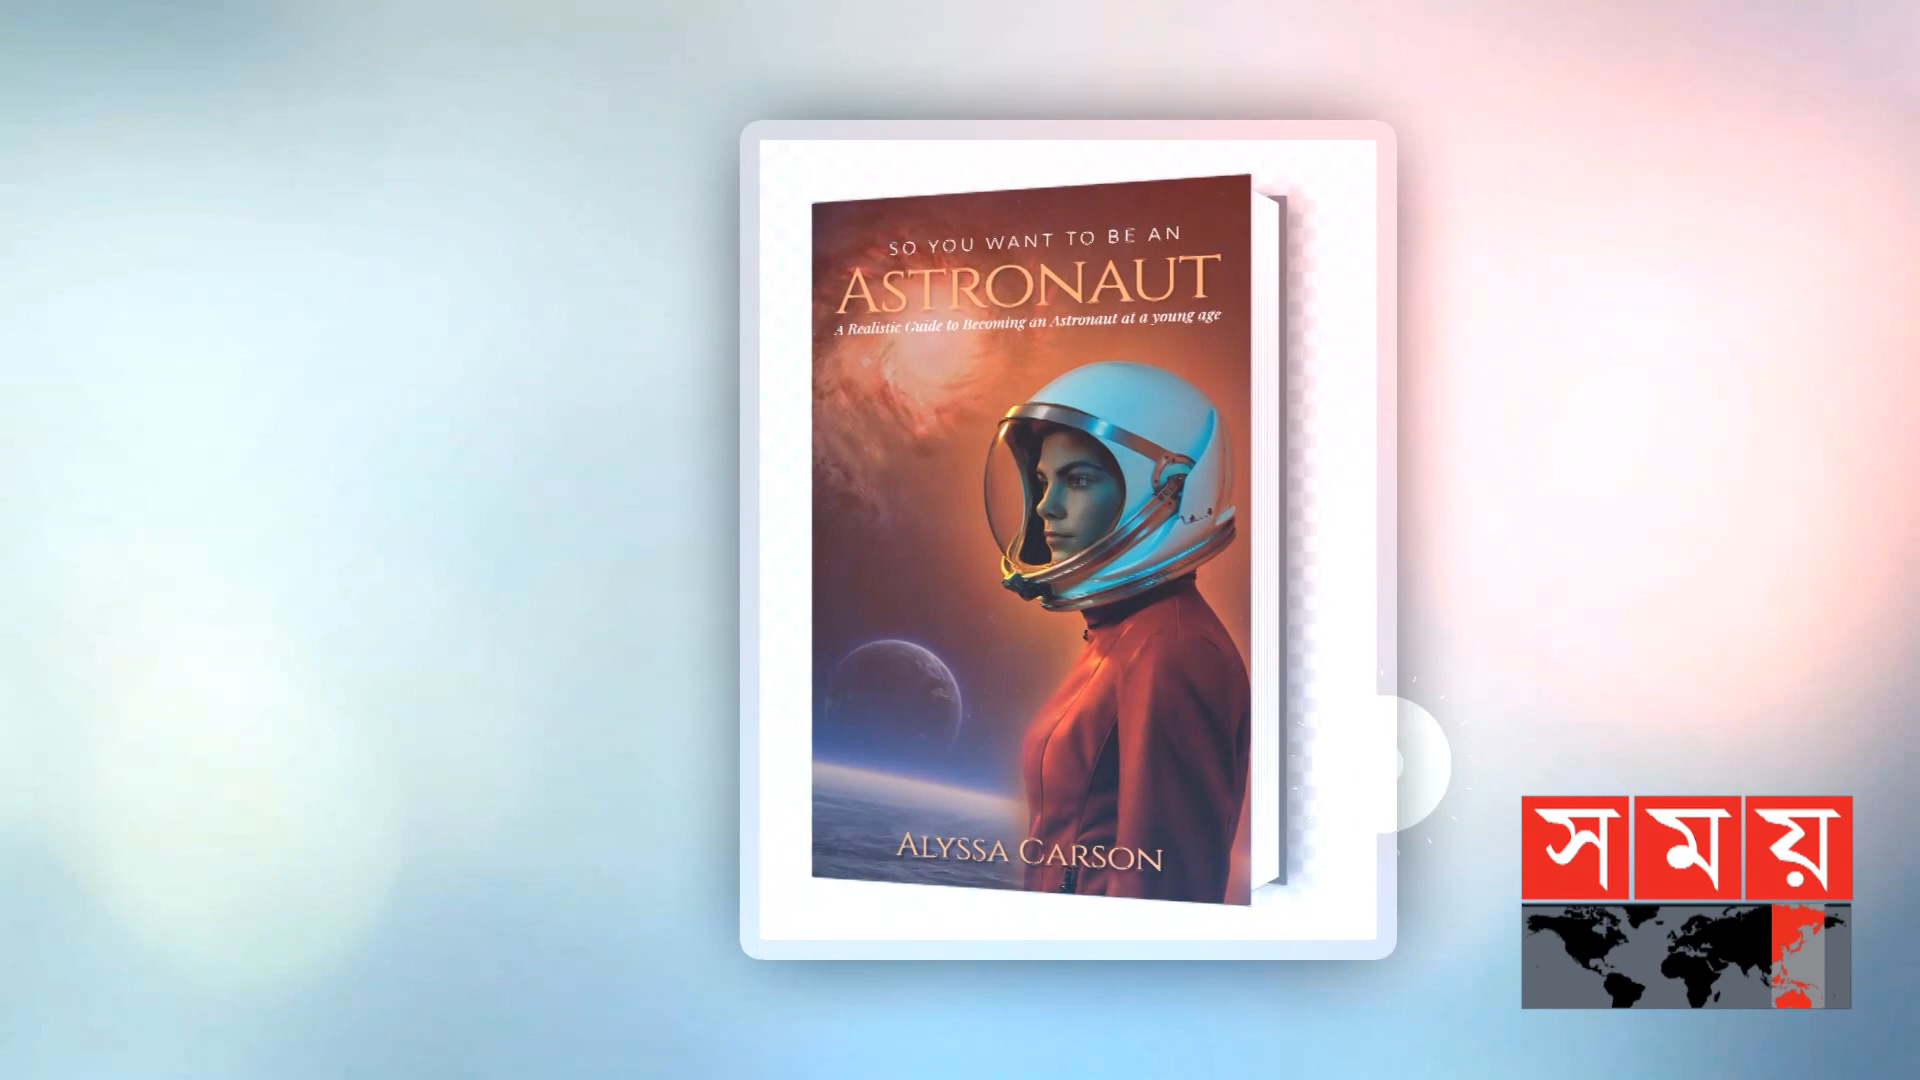 SO YOU WANT TO BE AN
ASTRONAUT
A Realistic Guide to Becoming an Astronaut at a young age
ALYSSA CARSON
সময়